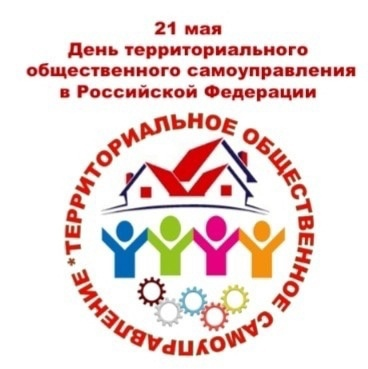 21 мая
День территориального
общественного самоуправления
в Российской Федерации
ТЕРРИТОРИАЛЬНОЕ ОБЩЕСТВЕННОЕ САМОУПРАВЛЕНИЕ*